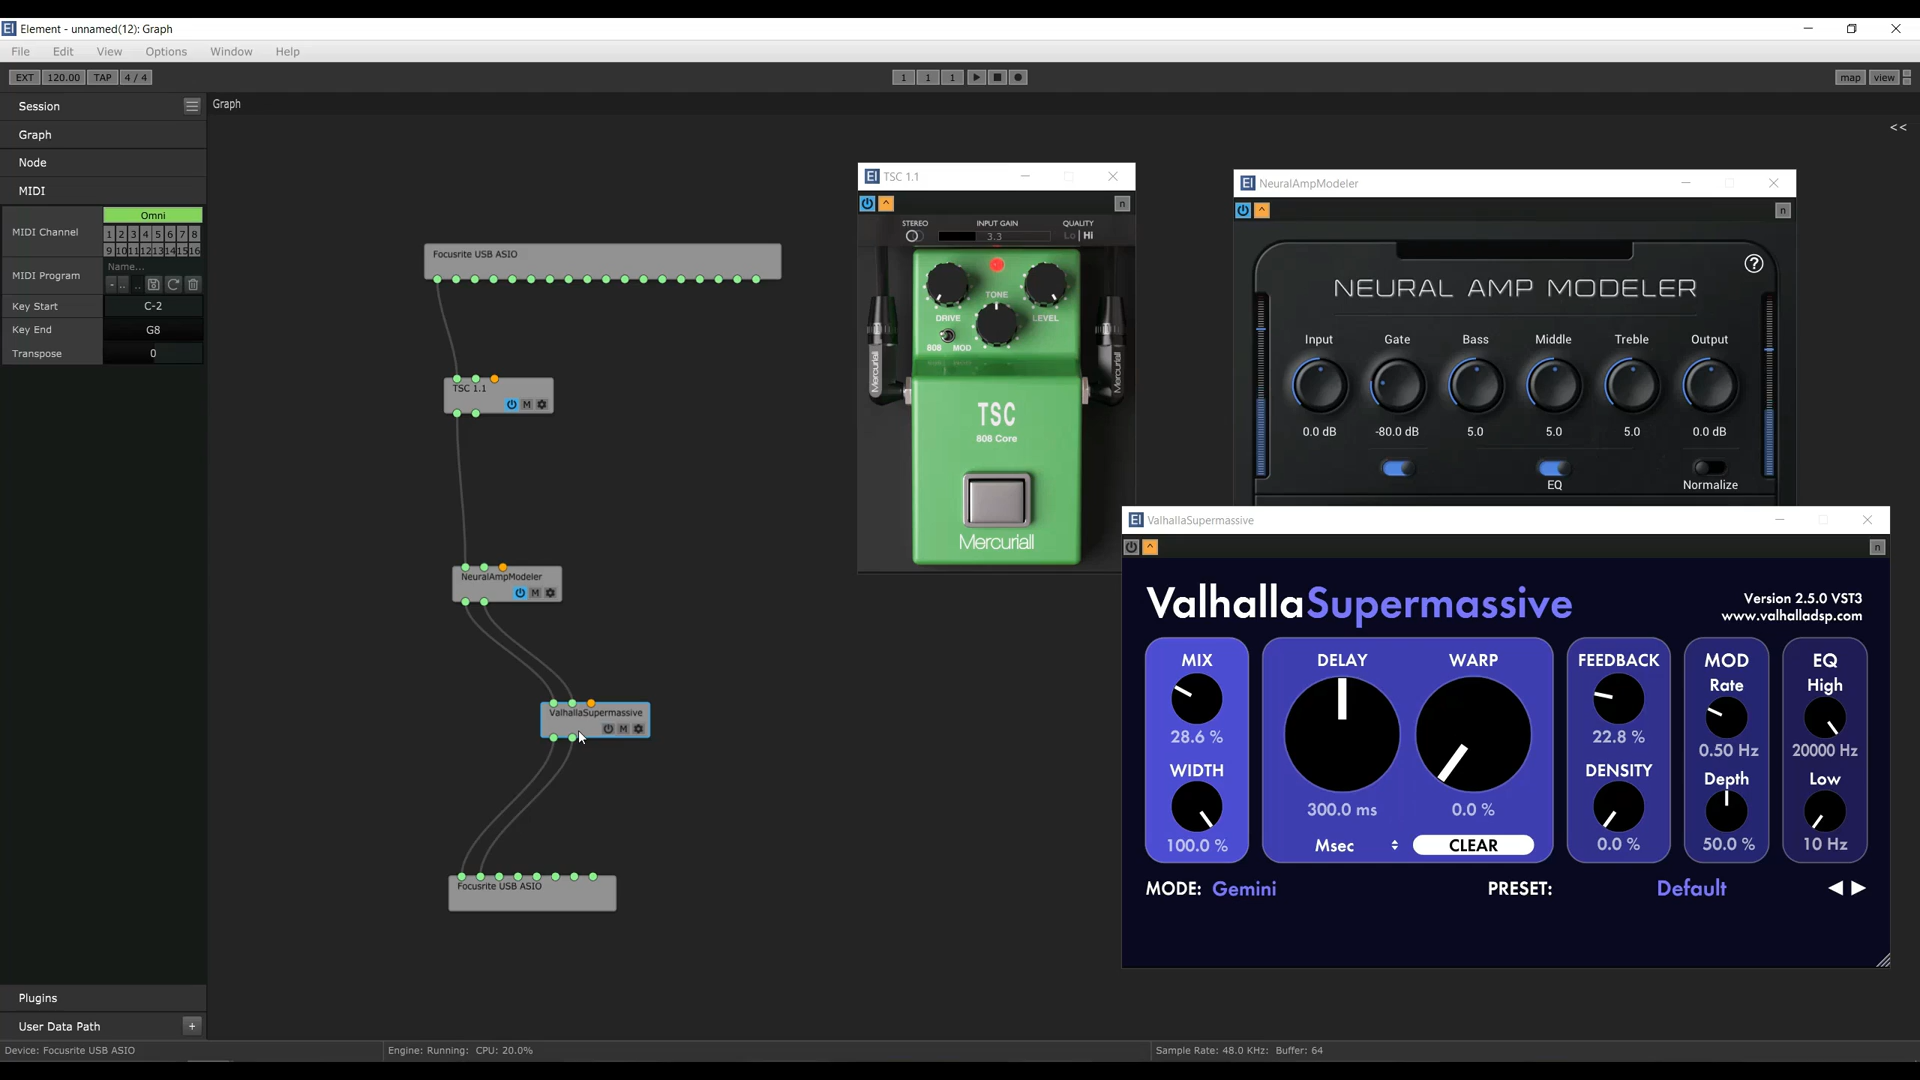 Element - unnamed(12): Graph
File Edit View Options Window Help
EXT 120.00 TAP 4 / 4 1 1 1 map view
Session
Graph
Node
MIDI
MIDI Channel
Omni
1 2 3 4 5 6 7 8
9 10 11 12 13 14 15 16
MIDI Program
Name...
- .. ..
Key Start C-2
Key End G8
Transpose 0
Plugins
User Data Path +
Graph
<<
Focusrite USB ASIO
TSC 1.1
M
NeuralAmpModeler
M
ValhallaSupermassive
M
Focusrite USB ASIO
TSC 1.1
n
STEREO INPUT GAIN QUALITY
3.3 Lo Hi
TONE
DRIVE LEVEL
808 MOD
Mercuriall
Mercuriall
TSC
808 Core
Mercuriall
NeuralAmpModeler
n
?
NEURAL AMP MODELER
Input Gate Bass Middle Treble Output
0.0 dB -80.0 dB 5.0 5.0 5.0 0.0 dB
EQ Normalize
ValhallaSupermassive
n
ValhallaSupermassive
Version 2.5.0 VST3
www.valhalladsp.com
MIX DELAY WARP FEEDBACK MOD EQ
Rate High
28.6 % 22.8 % 0.50 Hz 20000 Hz
WIDTH DENSITY Depth Low
300.0 ms 0.0 %
100.0 % Msec CLEAR 0.0 % 50.0 % 10 Hz
MODE: Gemini PRESET: Default
Device: Focusrite USB ASIO Engine: Running: CPU: 20.0% Sample Rate: 48.0 KHz: Buffer: 64